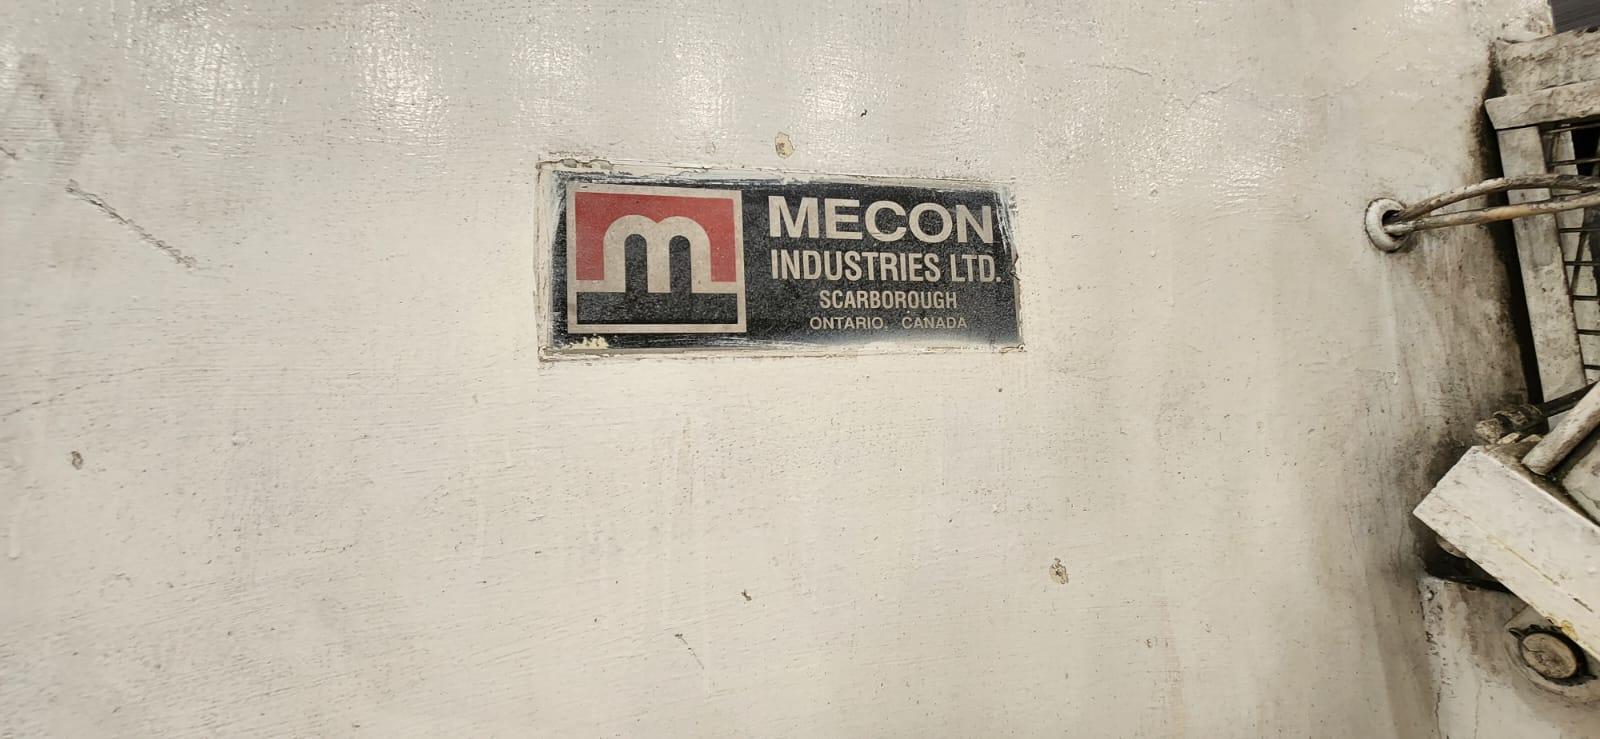 m
MECON
INDUSTRIES LTD.
SCARBOROUGH
ONTARIO, CANADA